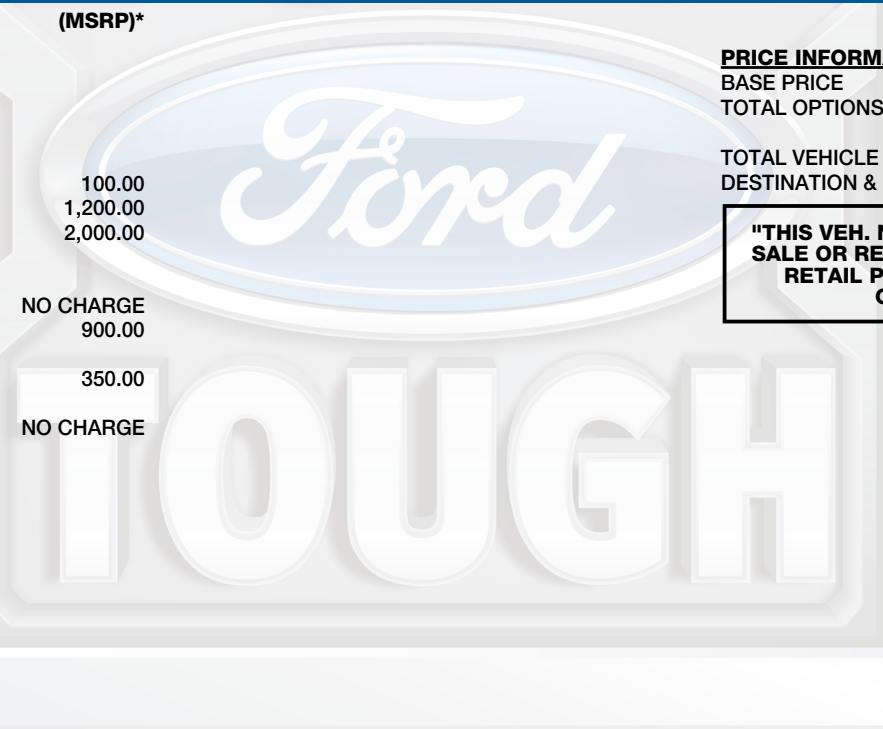 (MSRP)*
100.00
1,200.00
2,000.00
NO CHARGE
900.00
350.00
NO CHARGE
PRICE INFORMA
BASE PRICE
TOTAL OPTIONS
TOTAL VEHICLE
DESTINATION &
"THIS VEH. N
SALE OR RE
RETAIL P
Ford
TOUGH